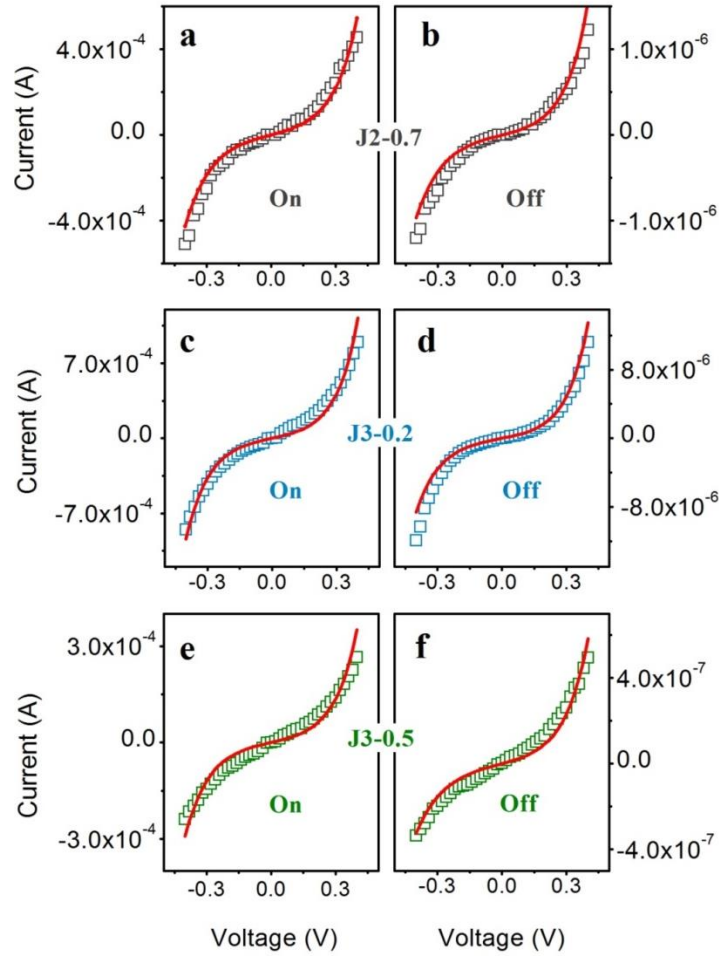 a
b
4.0x10⁻⁴
0.0
-4.0x10⁻⁴
Current (A)
On
J2-0.7
Off
1.0x10⁻⁶
0.0
-1.0x10⁻⁶
-0.3 0.0 0.3
-0.3 0.0 0.3
c
d
7.0x10⁻⁴
0.0
-7.0x10⁻⁴
Current (A)
On
J3-0.2
Off
8.0x10⁻⁶
0.0
-8.0x10⁻⁶
-0.3 0.0 0.3
-0.3 0.0 0.3
e
f
3.0x10⁻⁴
0.0
-3.0x10⁻⁴
Current (A)
On
J3-0.5
Off
4.0x10⁻⁷
0.0
-4.0x10⁻⁷
-0.3 0.0 0.3
-0.3 0.0 0.3
Voltage (V)
Voltage (V)